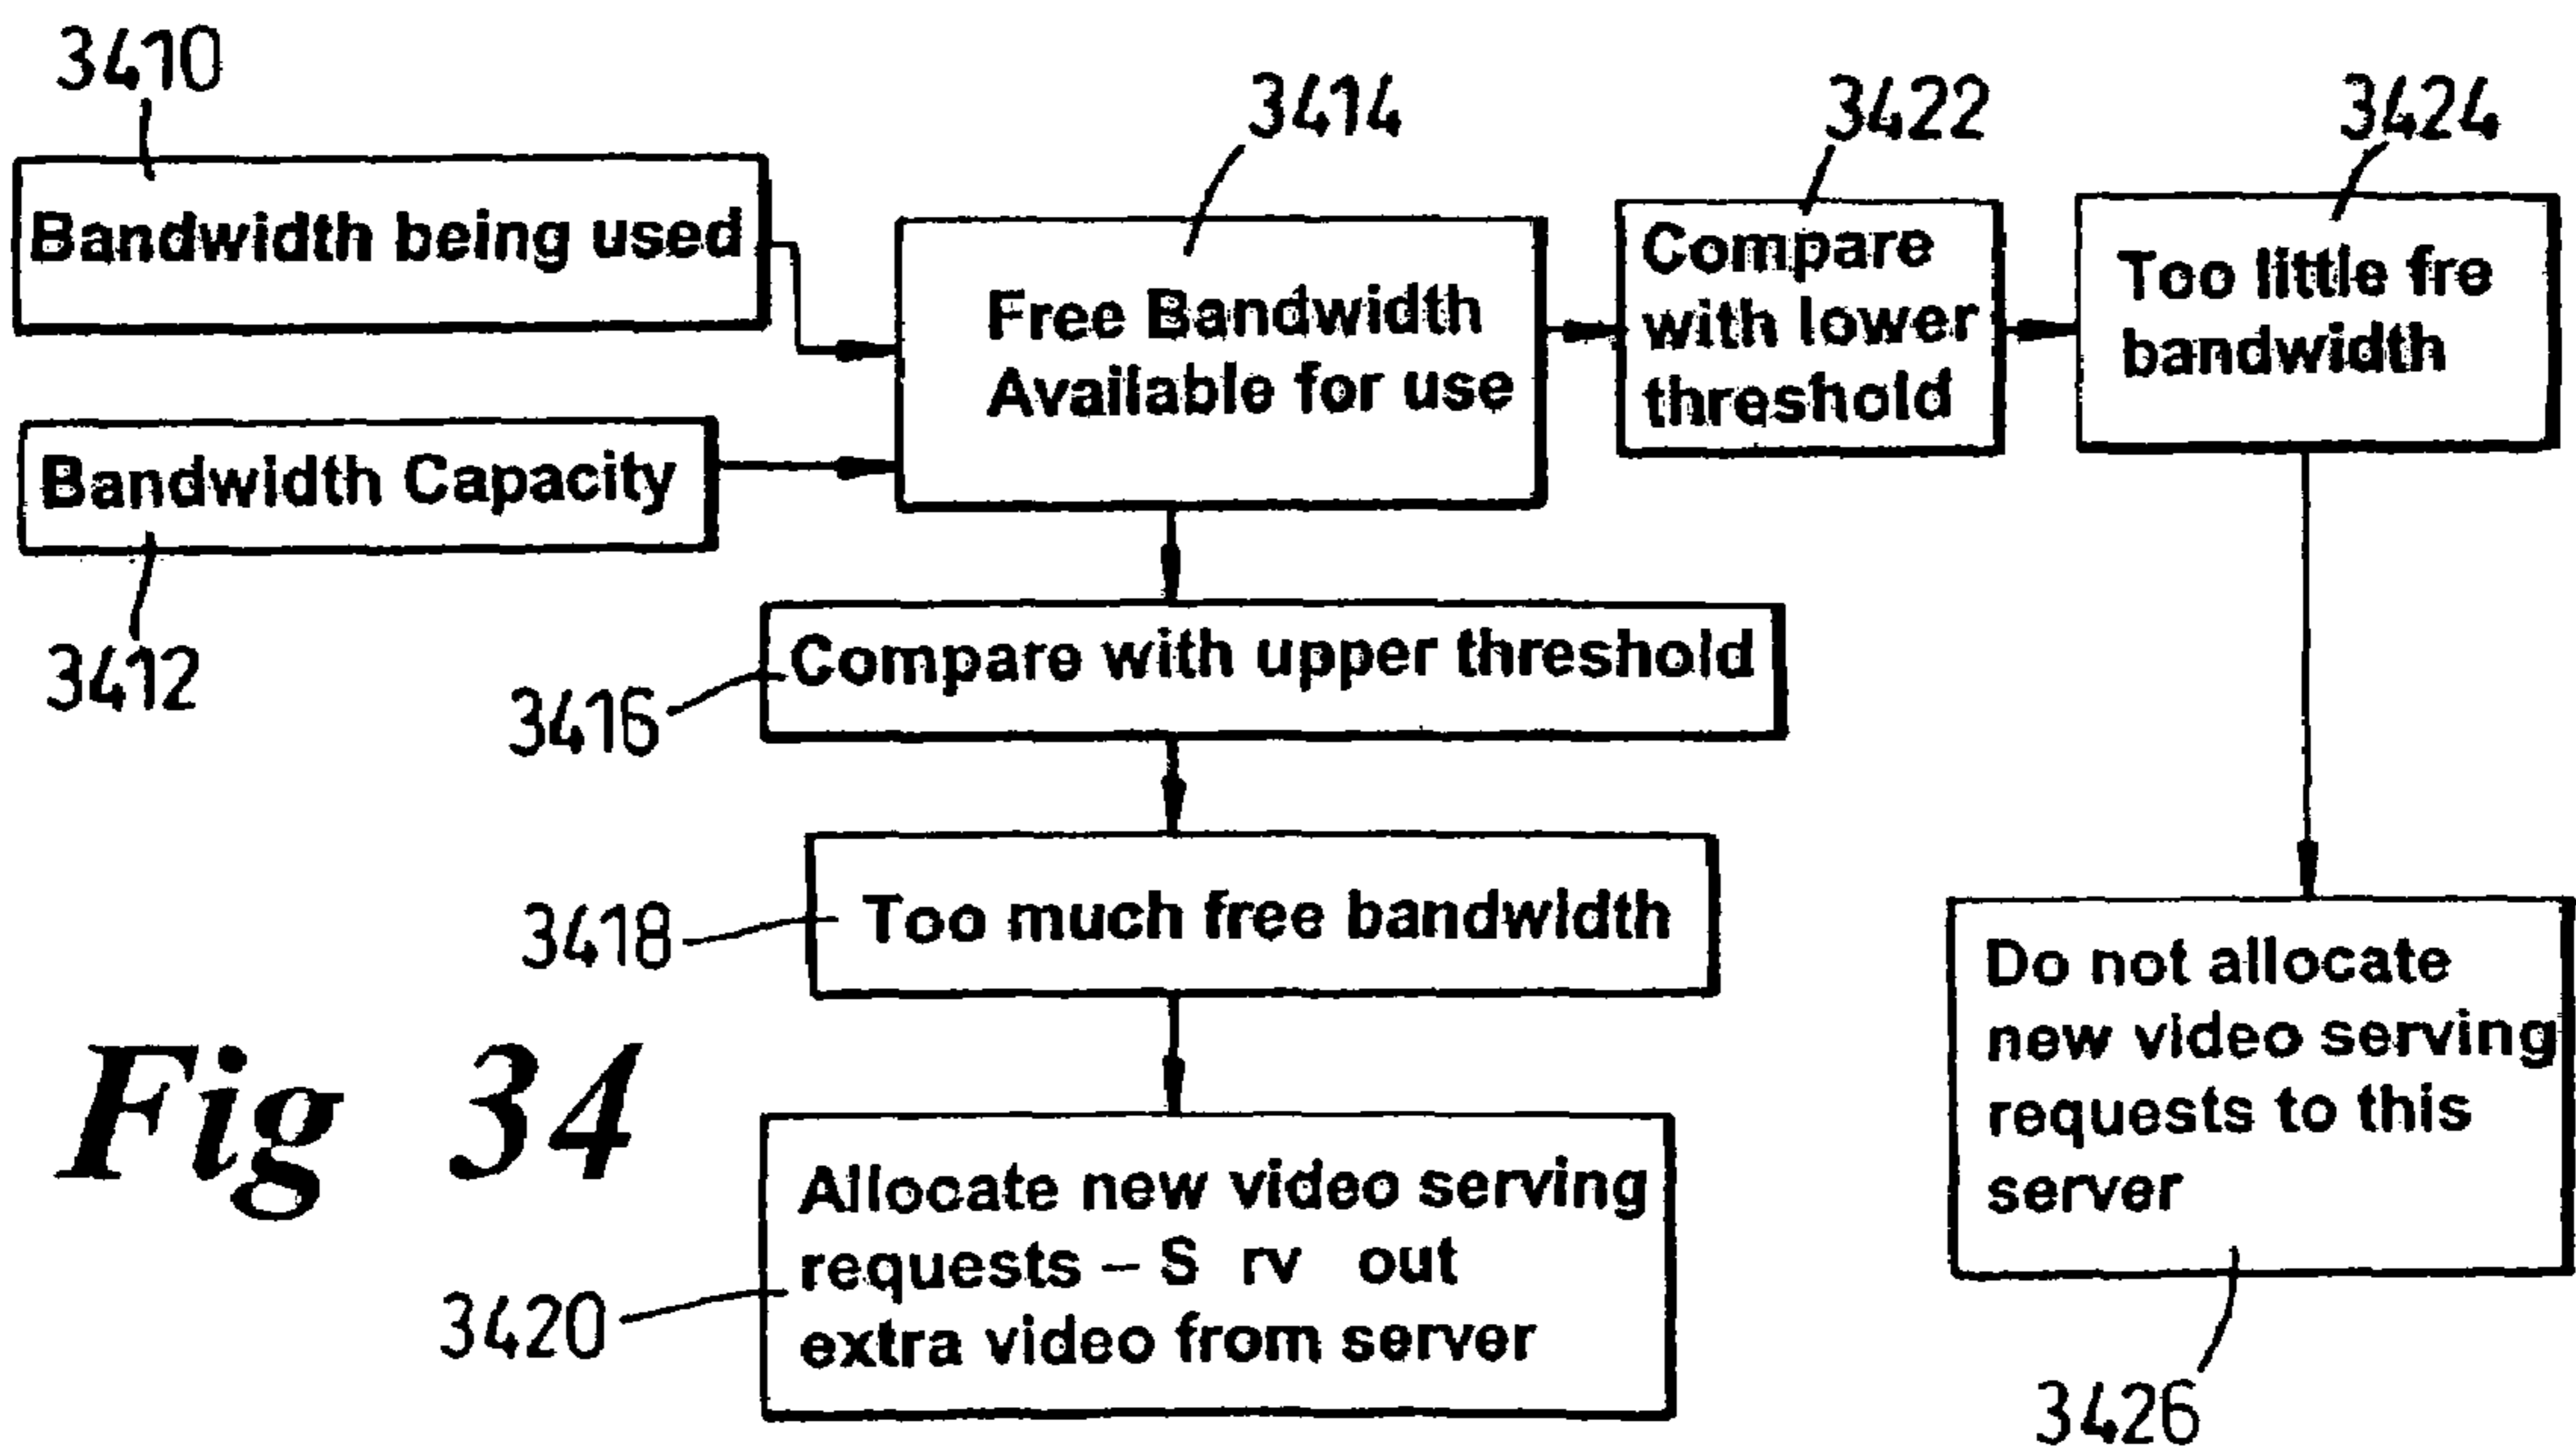 3410
Bandwidth being used
Bandwidth Capacity
3412
3414
Free Bandwidth
Available for use
3422
Compare
with lower
threshold
3424
Too little fre
bandwidth
3416
Compare with upper threshold
3418
Too much free bandwidth
3420
Allocate new video serving
requests – S rv out
extra video from server
Do not allocate
new video serving
requests to this
server
3426
Fig 34